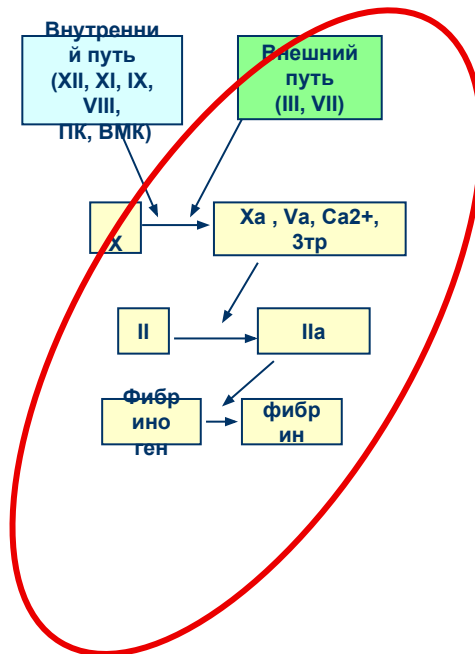 Внутренни
й путь
(XII, XI, IX,
VIII,
ПК, ВМК)
Внешний
путь
(III, VII)
X
Xa , Va, Ca2+,
3тр
II
IIa
Фибр
ино
ген
фибр
ин